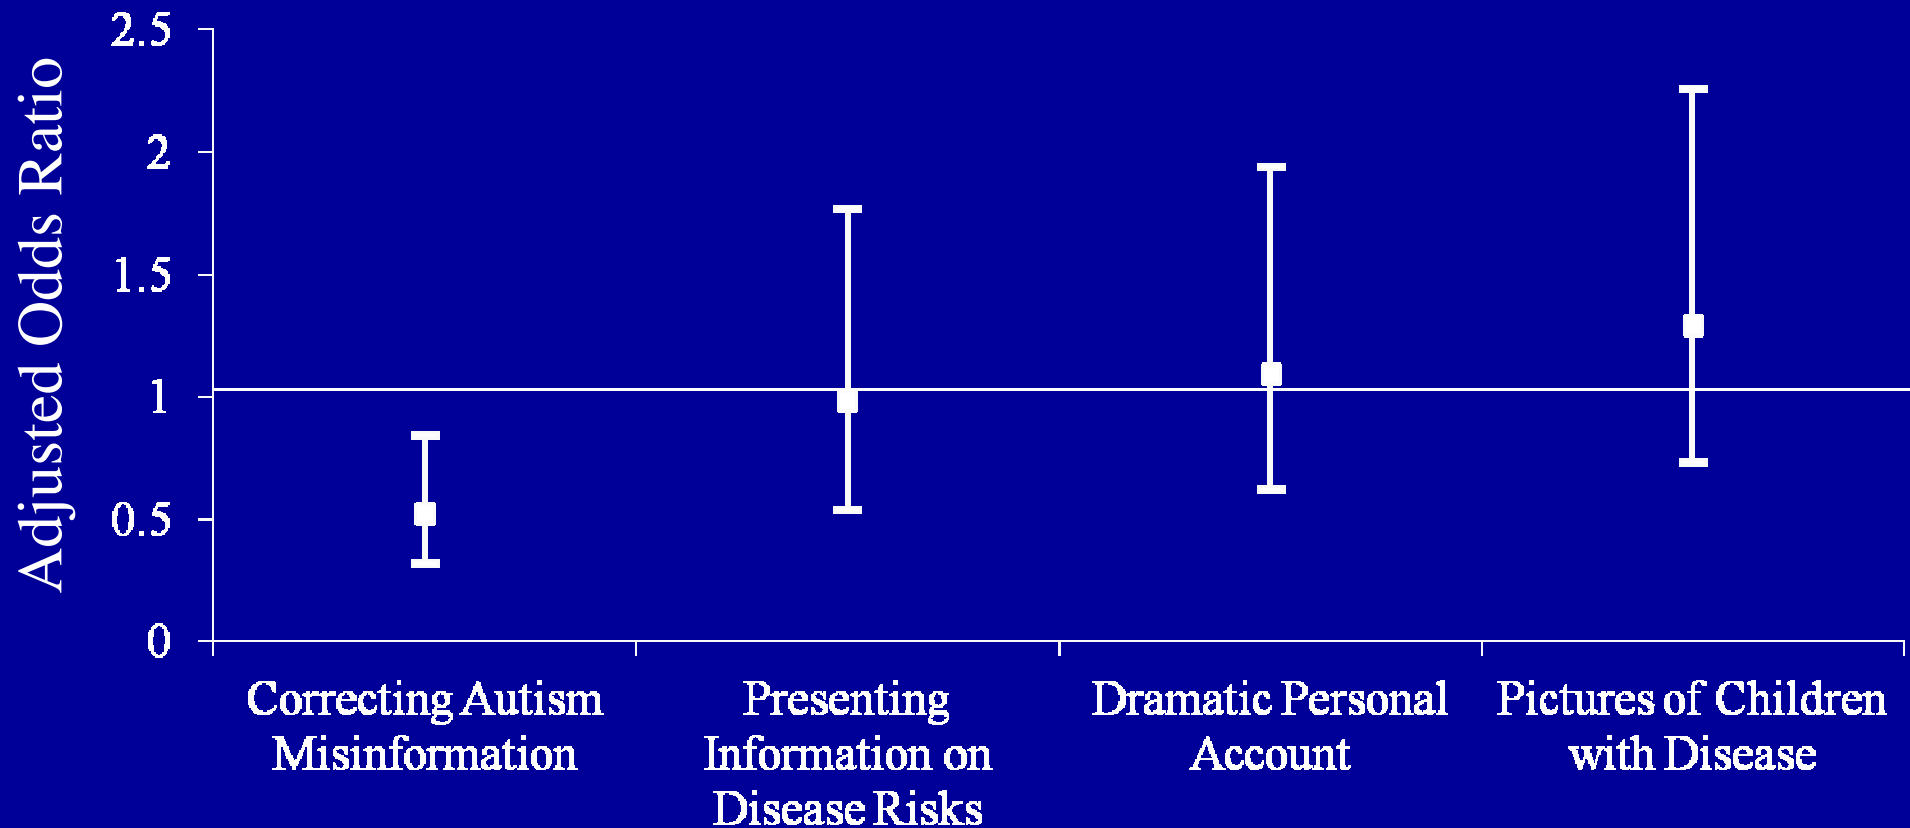 Adjusted Odds Ratio
2.5
2
1.5
1
0.5
0
Correcting Autism
Misinformation
Presenting
Information on
Disease Risks
Dramatic Personal
Account
Pictures of Children
with Disease